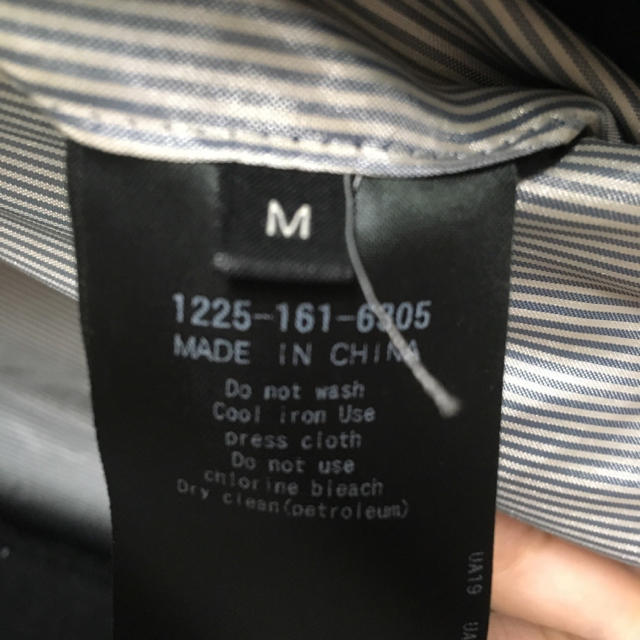 M
1225-161-6305
MADE IN CHINA
Do not wash
Cool iron Use
press cloth
Do not use
chlorine bleach
Dry clean(petroleum)
UA19